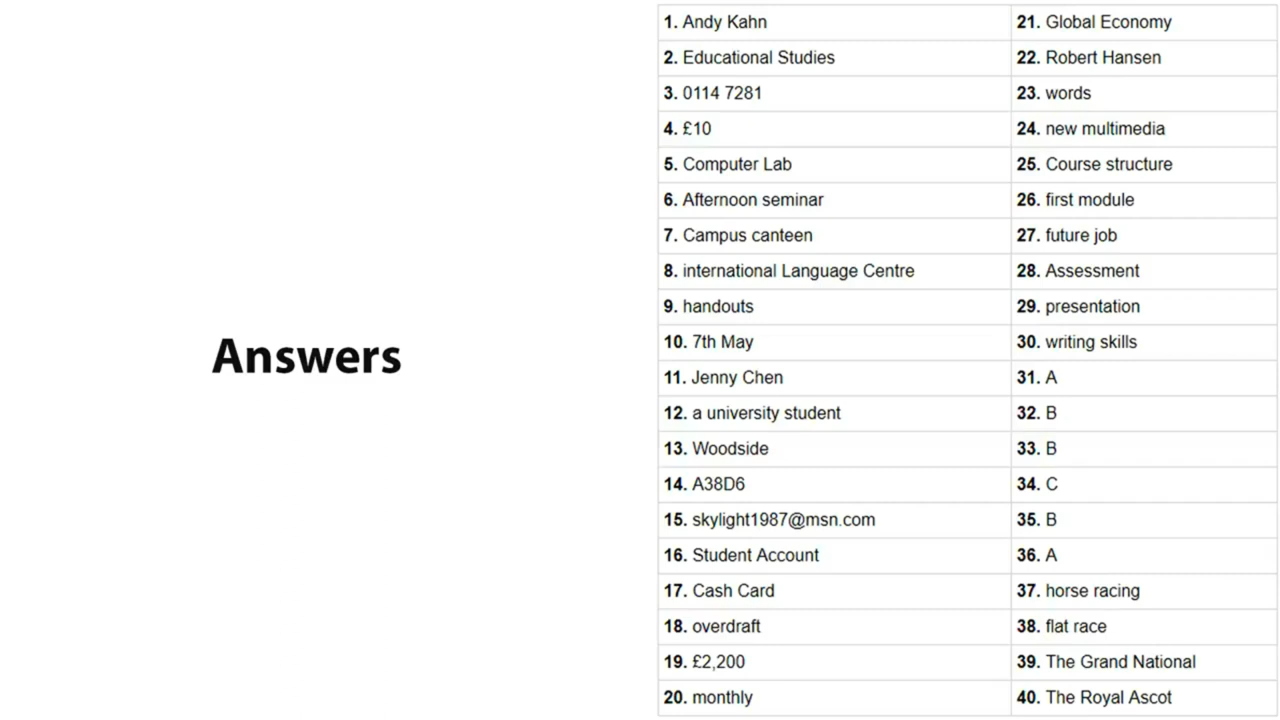 Answers
1. Andy Kahn
2. Educational Studies
3. 0114 7281
4. £10
5. Computer Lab
6. Afternoon seminar
7. Campus canteen
8. international Language Centre
9. handouts
10. 7th May
11. Jenny Chen
12. a university student
13. Woodside
14. A38D6
15. skylight1987@msn.com
16. Student Account
17. Cash Card
18. overdraft
19. £2,200
20. monthly
21. Global Economy
22. Robert Hansen
23. words
24. new multimedia
25. Course structure
26. first module
27. future job
28. Assessment
29. presentation
30. writing skills
31. A
32. B
33. B
34. C
35. B
36. A
37. horse racing
38. flat race
39. The Grand National
40. The Royal Ascot